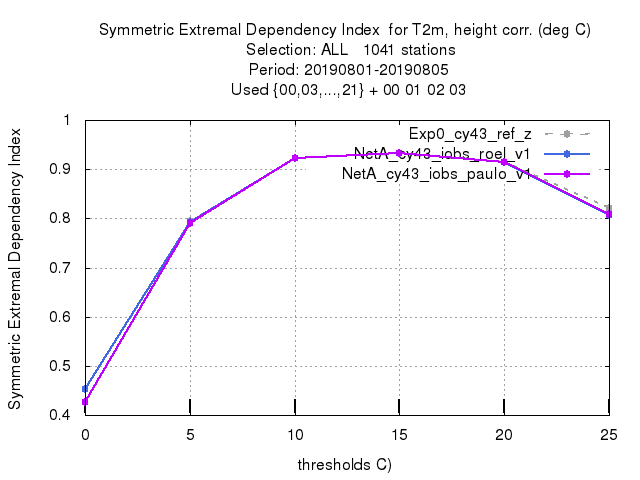 Symmetric Extremal Dependency Index  for T2m, height corr. (deg C)
Selection: ALL   1041 stations
Period: 20190801-20190805
Used {00,03,...,21} + 00 01 02 03
Symmetric Extremal Dependency Index
1
0.9
0.8
0.7
0.6
0.5
0.4
Exp0_cy43_ref_z
NetA_cy43_iobs_roel_v1
NetA_cy43_iobs_paulo_v1
0 5 10 15 20 25
thresholds C)